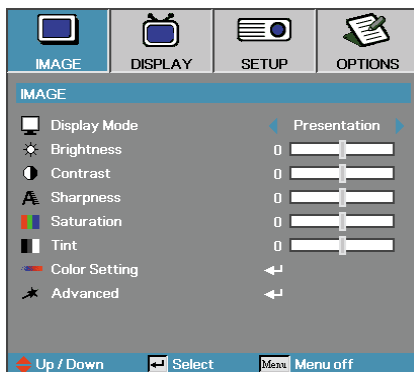 IMAGE DISPLAY SETUP OPTIONS
IMAGE
Display Mode Presentation
Brightness 0
Contrast 0
Sharpness 0
Saturation 0
Tint 0
Color Setting
Advanced
Up / Down Select Menu Menu off